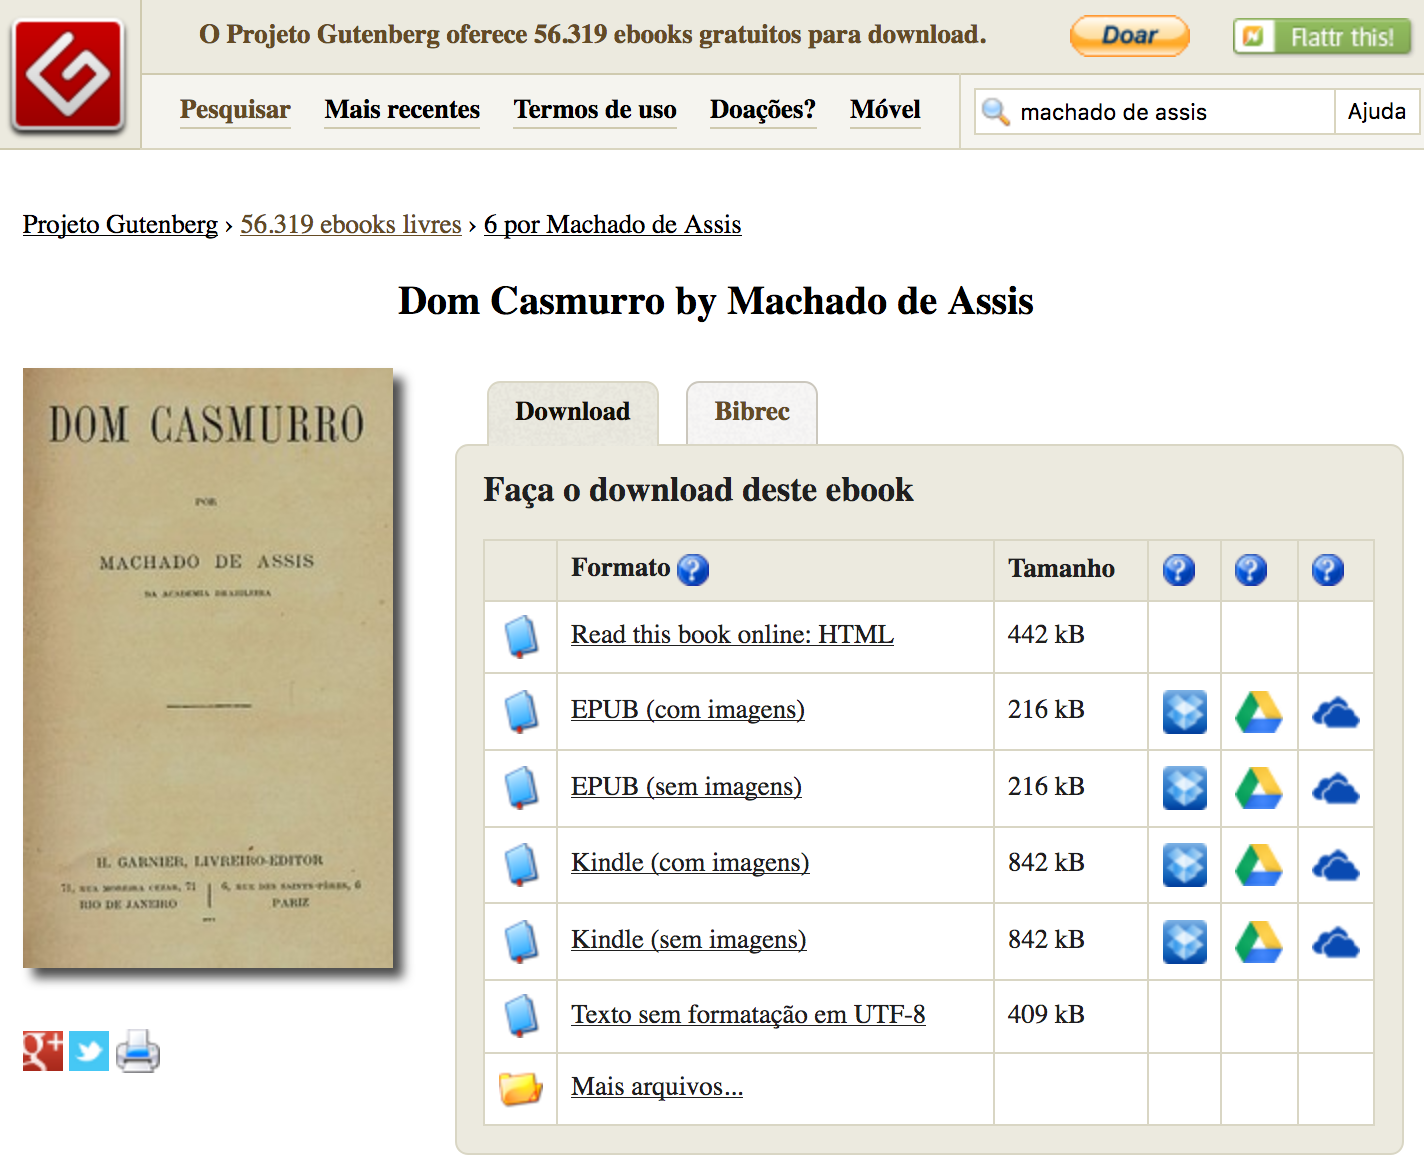 O Projeto Gutenberg oferece 56.319 ebooks gratuitos para download.
Doar
Flattr this!
Pesquisar Mais recentes Termos de uso Doações? Móvel
machado de assis
Ajuda
Projeto Gutenberg › 56.319 ebooks livres › 6 por Machado de Assis
Dom Casmurro by Machado de Assis
DOM CASMURRO
POR
MACHADO DE ASSIS
DA ACADEMIA BRAZILEIRA
H. GARNIER, LIVREIRO-EDITOR
71, RUA MOREIRA CEZAR, 71
RIO DE JANEIRO
6, RUE DES SAINTS-PÈRES, 6
PARIZ
g+
Download
Bibrec
Faça o download deste ebook
Formato ? Tamanho ? ? ?
Read this book online: HTML 442 kB
EPUB (com imagens) 216 kB
EPUB (sem imagens) 216 kB
Kindle (com imagens) 842 kB
Kindle (sem imagens) 842 kB
Texto sem formatação em UTF-8 409 kB
Mais arquivos...